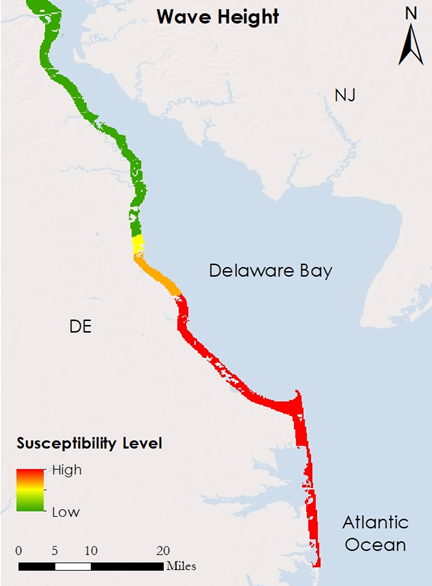 Wave Height
N
NJ
Delaware Bay
DE
Susceptibility Level
High
Low
Atlantic
Ocean
0 5 10 20
Miles